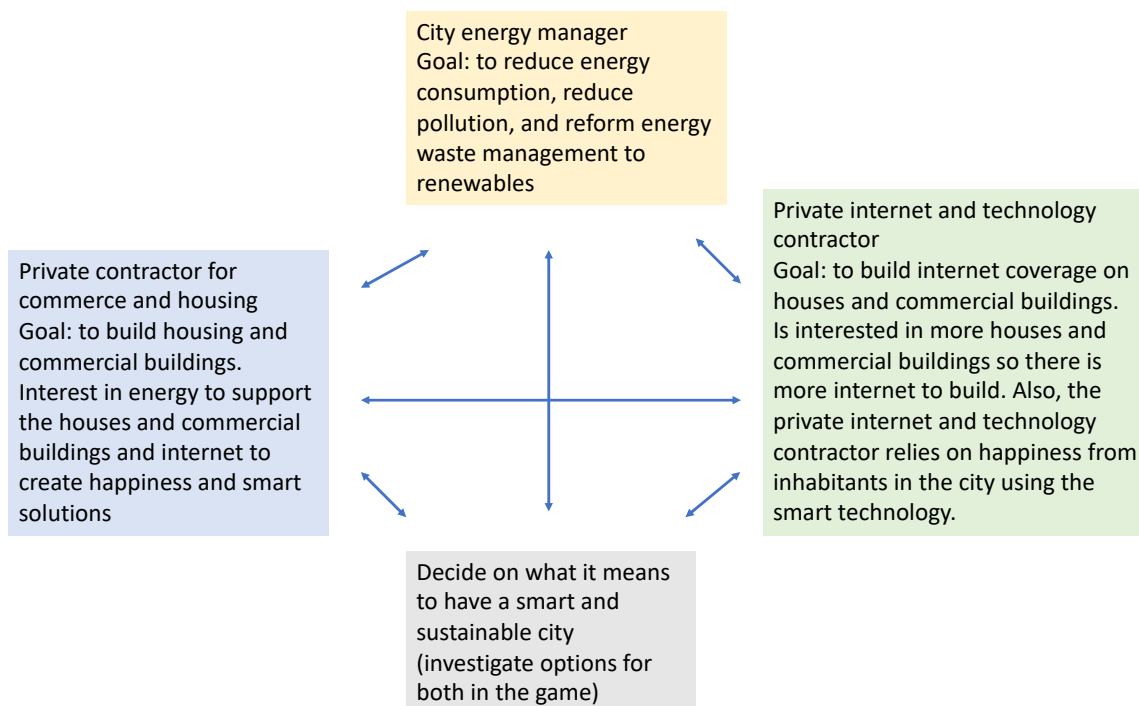 City energy manager
Goal: to reduce energy
consumption, reduce
pollution, and reform energy
waste management to
renewables
Private contractor for
commerce and housing
Goal: to build housing and
commercial buildings.
Interest in energy to support
the houses and commercial
buildings and internet to
create happiness and smart
solutions
Private internet and technology
contractor
Goal: to build internet coverage on
houses and commercial buildings.
Is interested in more houses and
commercial buildings so there is
more internet to build. Also, the
private internet and technology
contractor relies on happiness from
inhabitants in the city using the
smart technology.
Decide on what it means
to have a smart and
sustainable city
(investigate options for
both in the game)